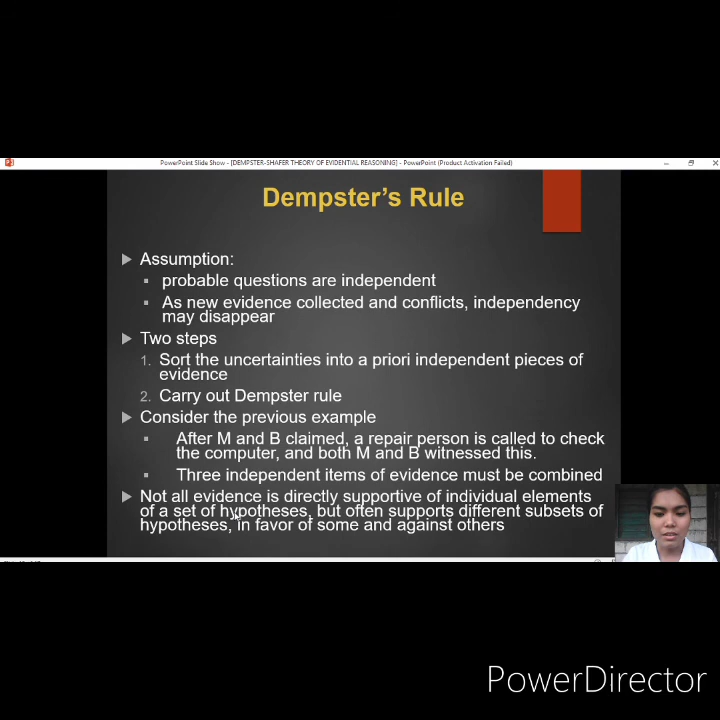 PowerPoint Slide Show - [DEMPSTER-SHAFER THEORY OF EVIDENTIAL REASONING] - PowerPoint (Product Activation Failed)
Dempster's Rule
Assumption:
probable questions are independent
As new evidence collected and conflicts, independency
may disappear
Two steps
1. Sort the uncertainties into a priori independent pieces of
evidence
2. Carry out Dempster rule
Consider the previous example
After M and B claimed, a repair person is called to check
the computer, and both M and B witnessed this.
Three independent items of evidence must be combined
Not all evidence is directly supportive of individual elements
of a set of hypotheses, but often supports different subsets of
hypotheses, in favor of some and against others
PowerDirector